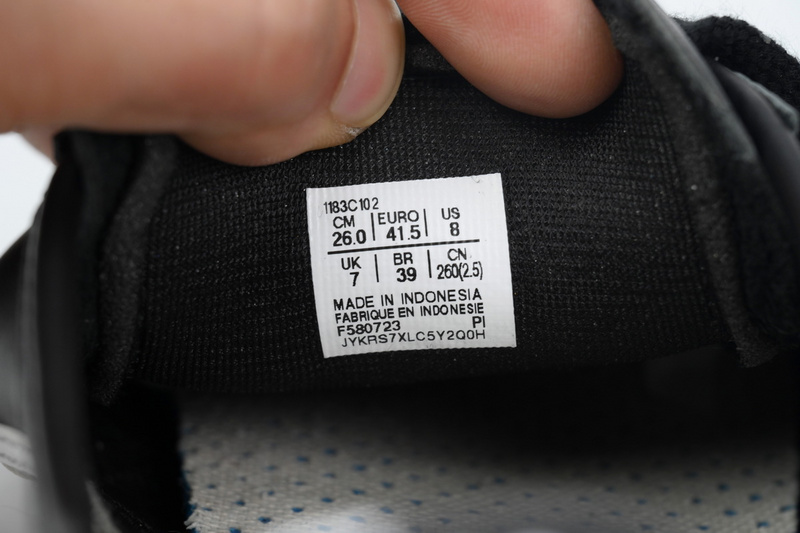 1183C102
CM | EURO | US
26.0 | 41.5 | 8
UK | BR | CN
7 | 39 | 260(2.5)
MADE IN INDONESIA
FABRIQUE EN INDONESIE
F580723 PI
JYKRS7XLC5Y2Q0H